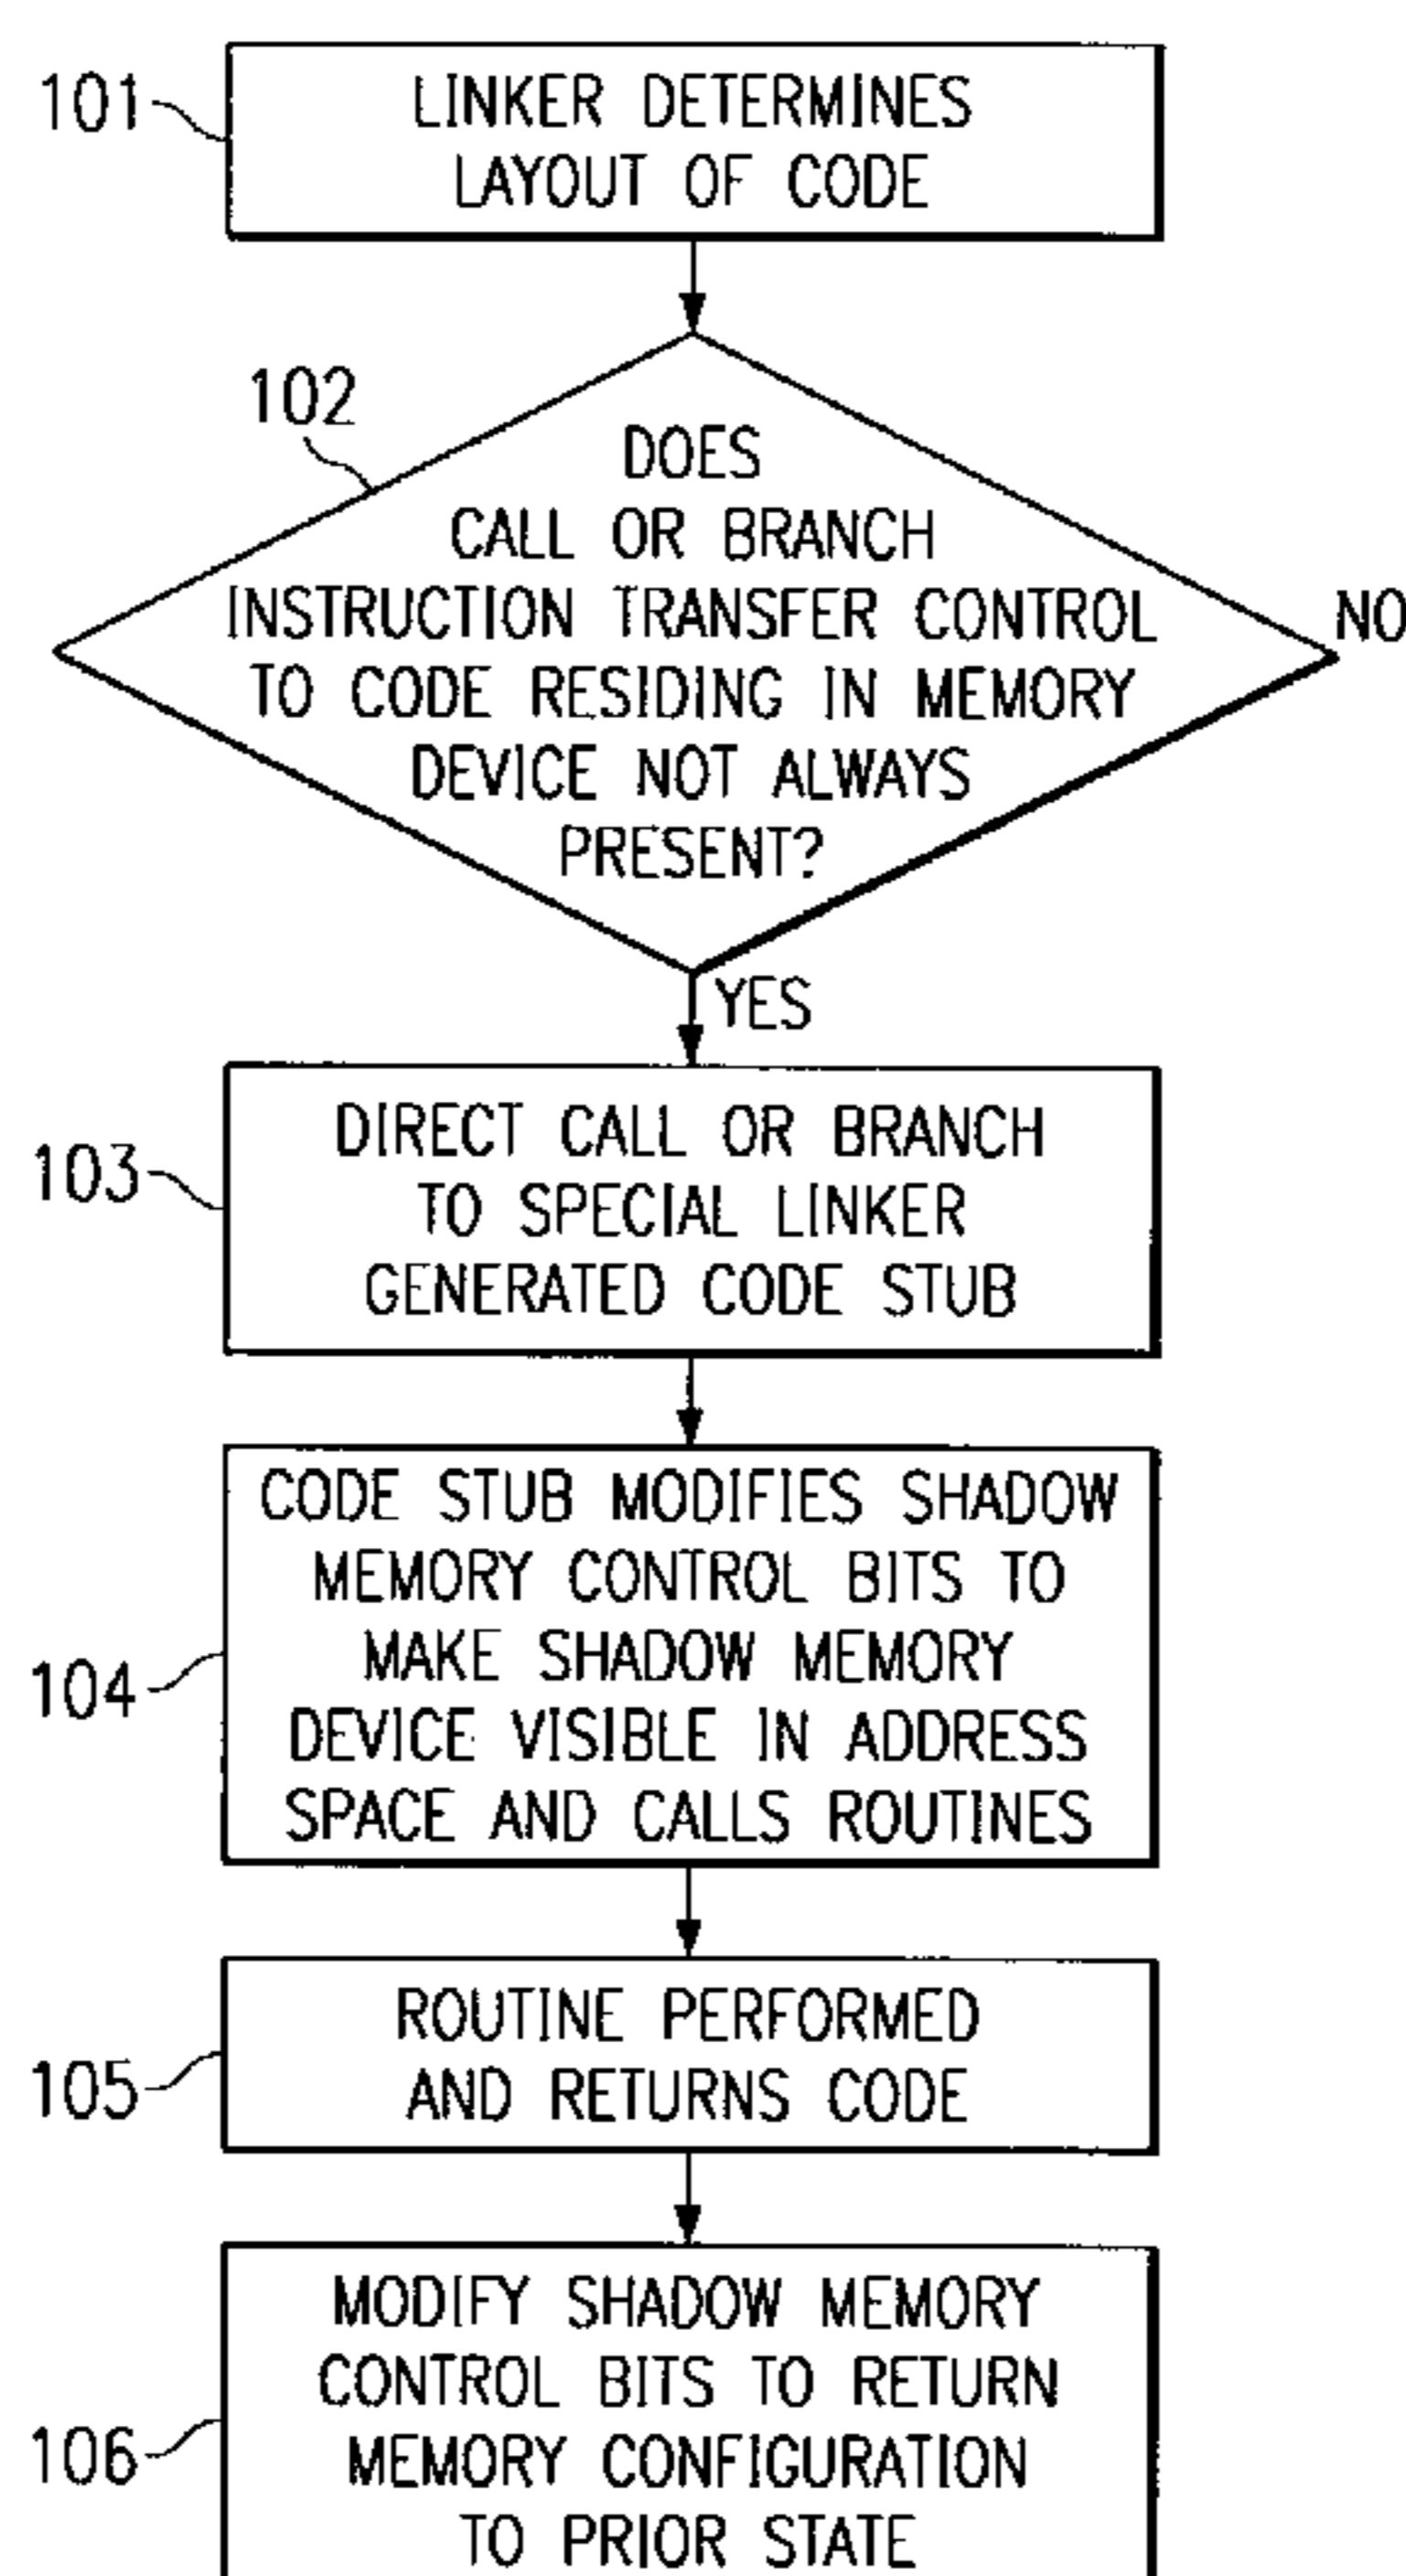 101
LINKER DETERMINES
LAYOUT OF CODE
102
DOES
CALL OR BRANCH
INSTRUCTION TRANSFER CONTROL
TO CODE RESIDING IN MEMORY
DEVICE NOT ALWAYS
PRESENT?
NO
YES
103
DIRECT CALL OR BRANCH
TO SPECIAL LINKER
GENERATED CODE STUB
104
CODE STUB MODIFIES SHADOW
MEMORY CONTROL BITS TO
MAKE SHADOW MEMORY
DEVICE VISIBLE IN ADDRESS
SPACE AND CALLS ROUTINES
105
ROUTINE PERFORMED
AND RETURNS CODE
106
MODIFY SHADOW MEMORY
CONTROL BITS TO RETURN
MEMORY CONFIGURATION
TO PRIOR STATE